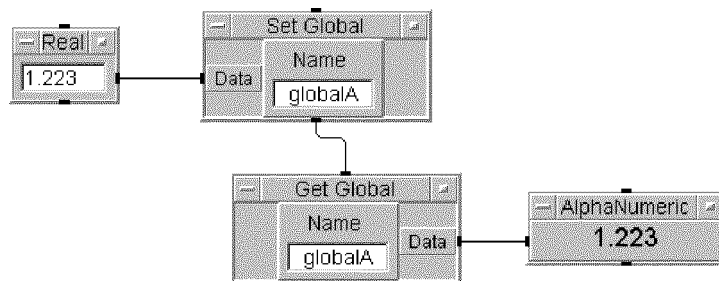 Real
1.223
Set Global
Name
Data
globalA
Get Global
Name
Data
globalA
AlphaNumeric
1.223